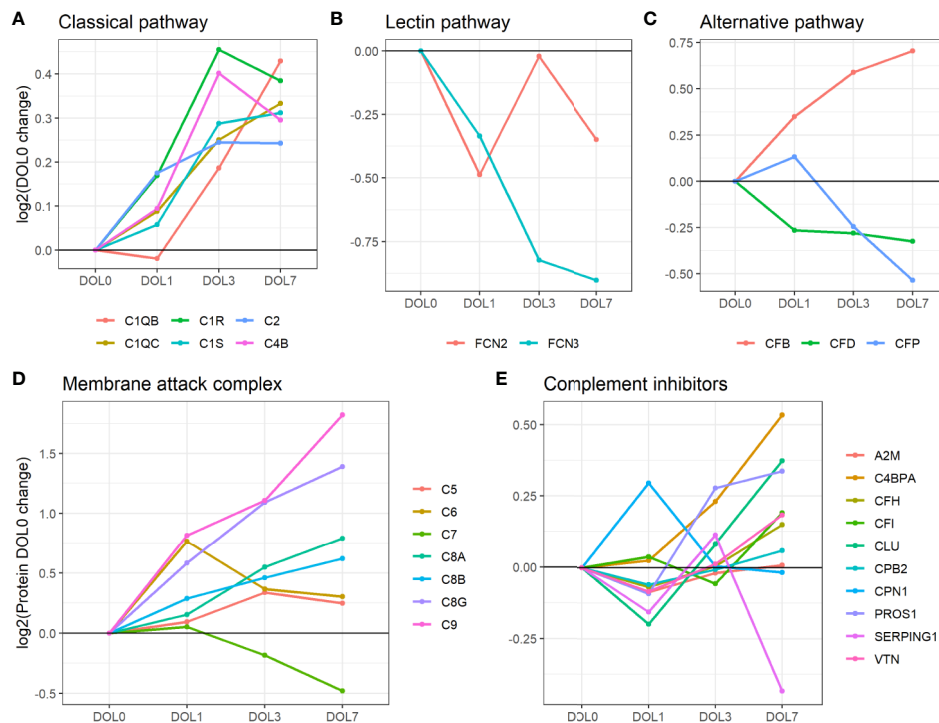 A Classical pathway
log2(DOL0 change)
0.4
0.3
0.2
0.1
0.0
DOL0 DOL1 DOL3 DOL7
C1QB C1R C2
C1QC C1S C4B
B Lectin pathway
0.00
-0.25
-0.50
-0.75
DOL0 DOL1 DOL3 DOL7
FCN2 FCN3
C Alternative pathway
0.75
0.50
0.25
0.00
-0.25
-0.50
DOL0 DOL1 DOL3 DOL7
CFB CFD CFP
D Membrane attack complex
log2(Protein DOL0 change)
1.5
1.0
0.5
0.0
-0.5
DOL0 DOL1 DOL3 DOL7
C5
C6
C7
C8A
C8B
C8G
C9
E Complement inhibitors
0.50
0.25
0.00
-0.25
DOL0 DOL1 DOL3 DOL7
A2M
C4BPA
CFH
CFI
CLU
CPB2
CPN1
PROS1
SERPING1
VTN